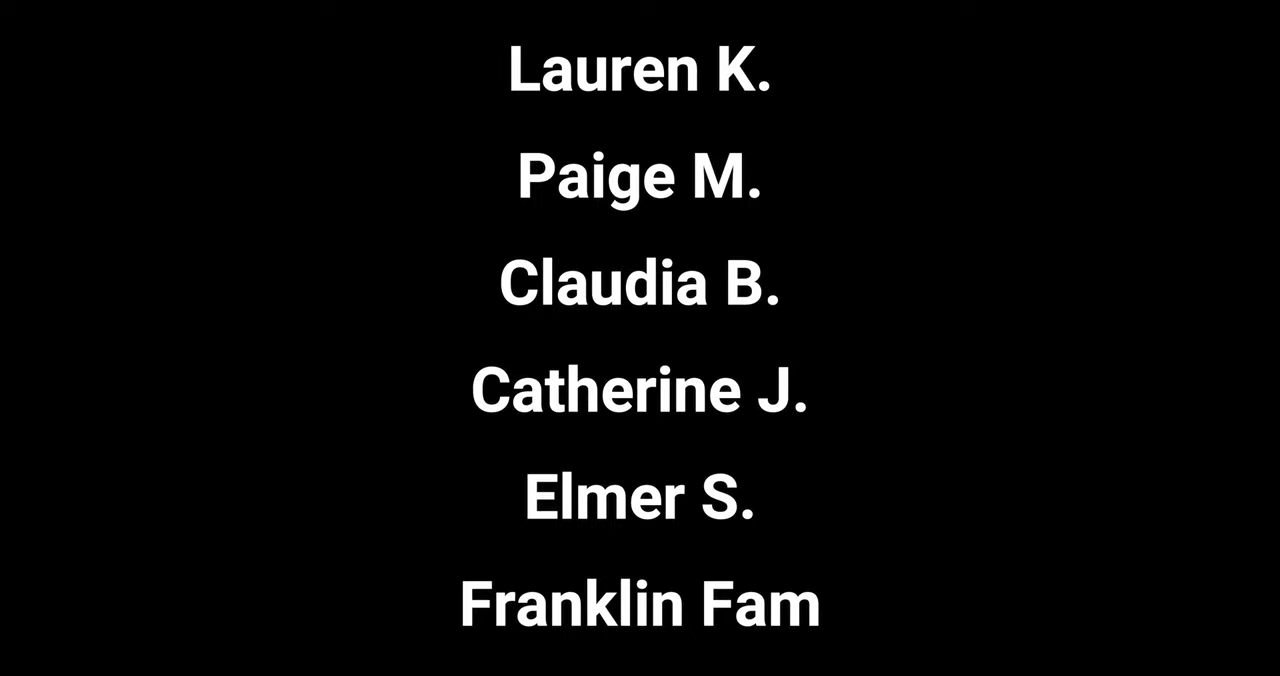 Lauren K.
Paige M.
Claudia B.
Catherine J.
Elmer S.
Franklin Fam